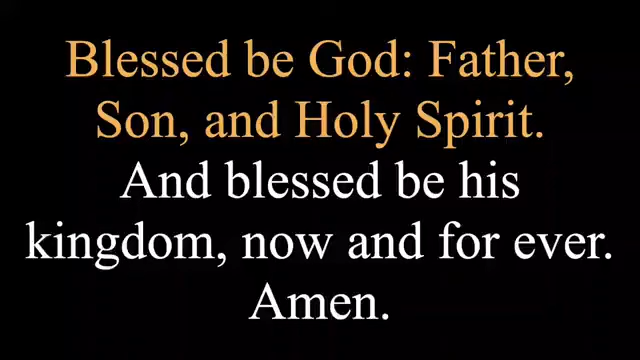 Blessed be God: Father,
Son, and Holy Spirit.
And blessed be his
kingdom, now and for ever.
Amen.